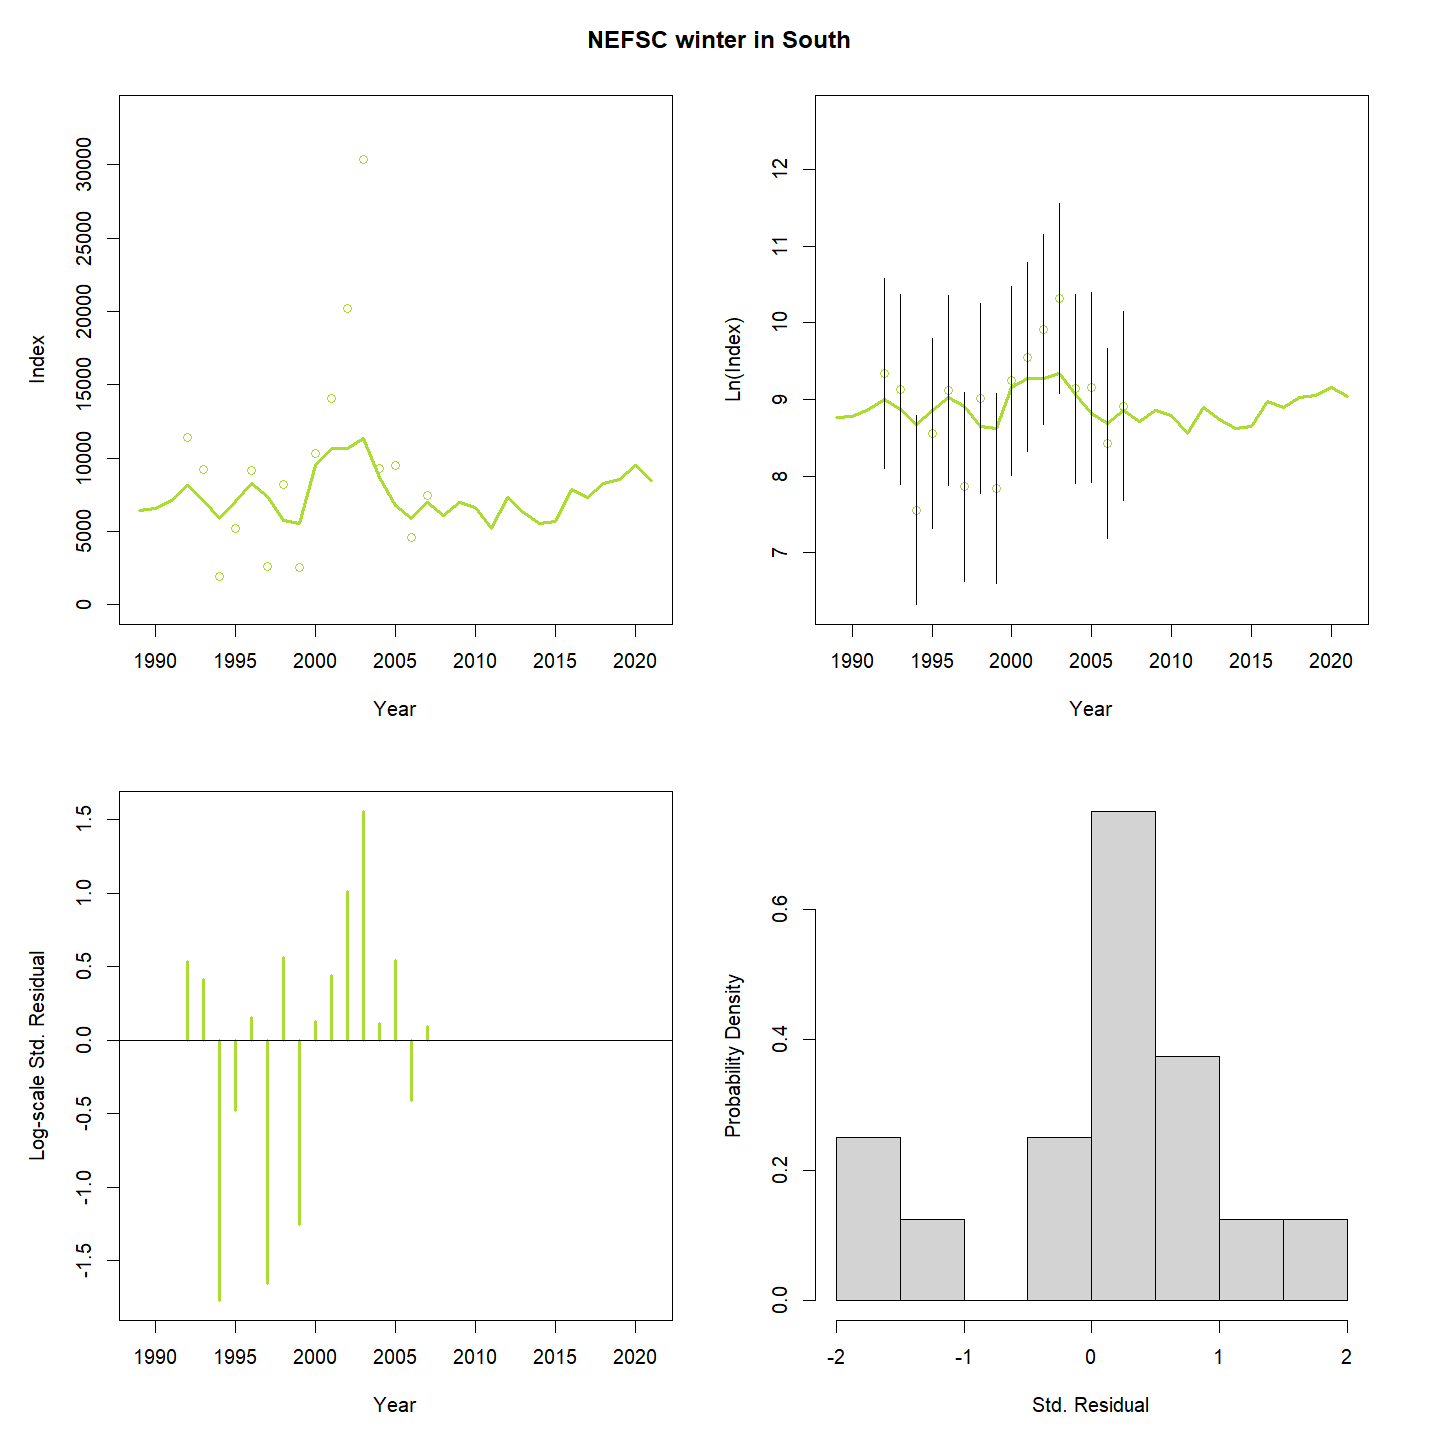 NEFSC winter in South
Index
0 5000 10000 15000 20000 25000 30000
1990 1995 2000 2005 2010 2015 2020
Year
Ln(Index)
7 8 9 10 11 12
1990 1995 2000 2005 2010 2015 2020
Year
Log-scale Std. Residual
-1.5 -1.0 -0.5 0.0 0.5 1.0 1.5
1990 1995 2000 2005 2010 2015 2020
Year
Probability Density
0.0 0.2 0.4 0.6
-2 -1 0 1 2
Std. Residual